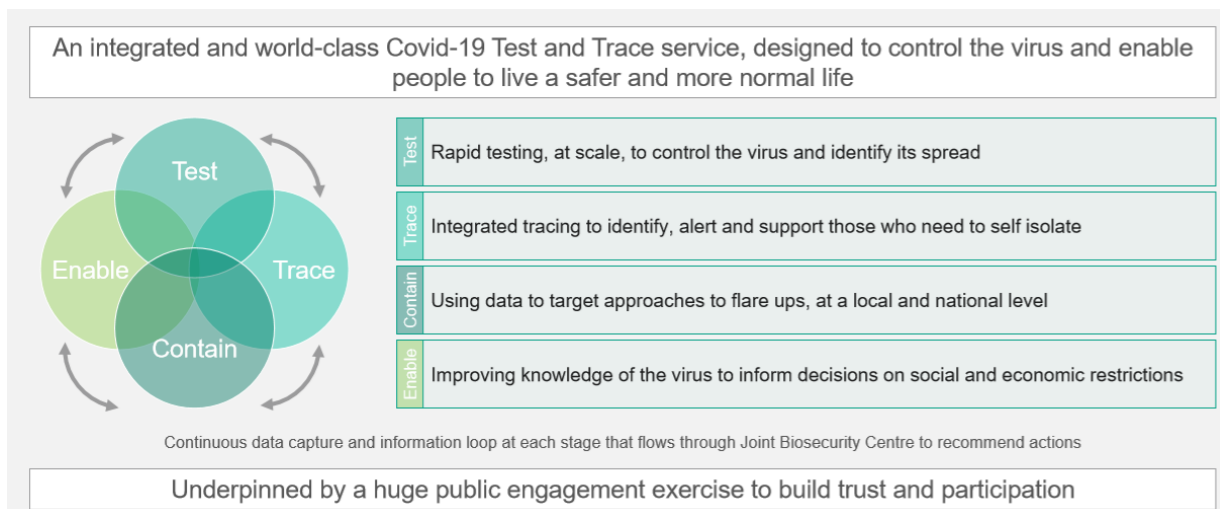 An integrated and world-class Covid-19 Test and Trace service, designed to control the virus and enable
people to live a safer and more normal life
Test
Enable
Trace
Contain
Test
Rapid testing, at scale, to control the virus and identify its spread
Trace
Integrated tracing to identify, alert and support those who need to self isolate
Contain
Using data to target approaches to flare ups, at a local and national level
Enable
Improving knowledge of the virus to inform decisions on social and economic restrictions
Continuous data capture and information loop at each stage that flows through Joint Biosecurity Centre to recommend actions
Underpinned by a huge public engagement exercise to build trust and participation